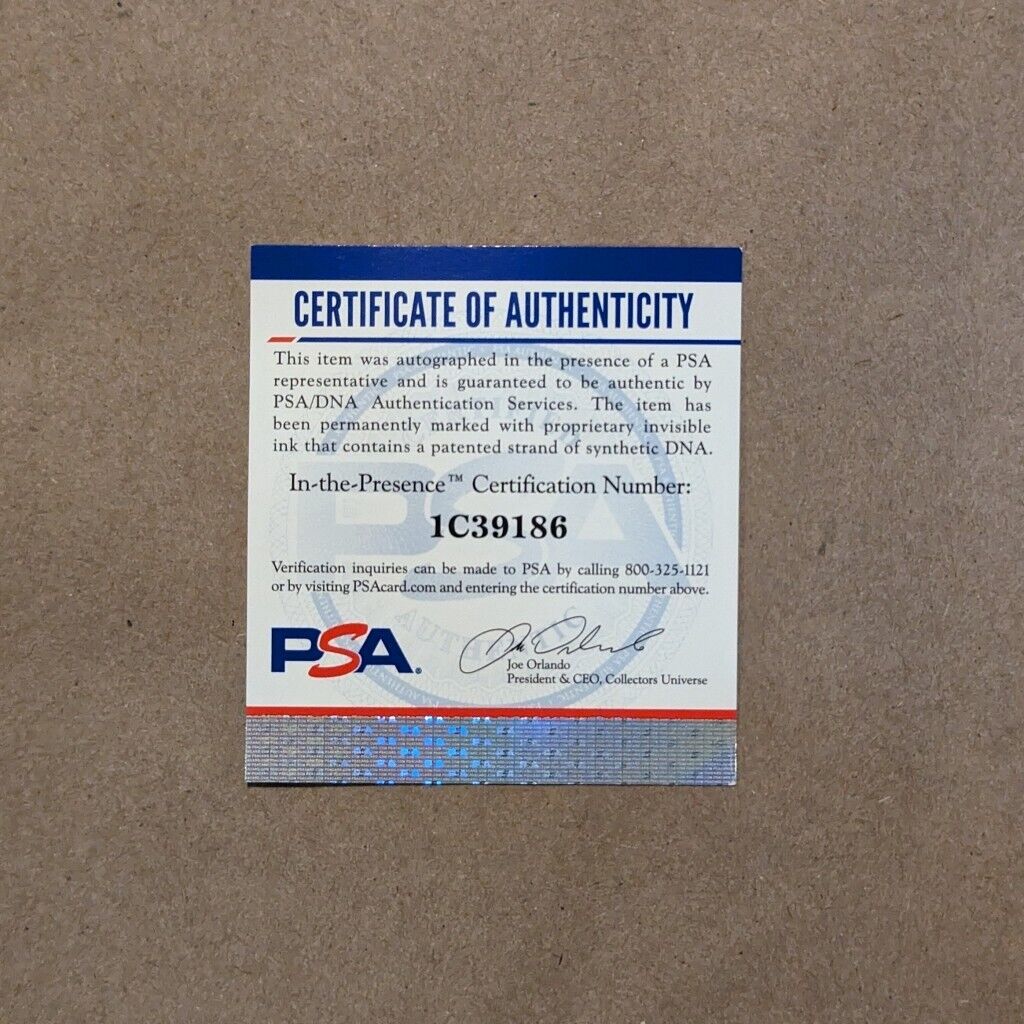 CERTIFICATE OF AUTHENTICITY
This item was autographed in the presence of a PSA
representative and is guaranteed to be authentic by
PSA/DNA Authentication Services. The item has
been permanently marked with proprietary invisible
ink that contains a patented strand of synthetic DNA.
In-the-Presence™ Certification Number:
1C39186
Verification inquiries can be made to PSA by calling 800-325-1121
or by visiting PSAcard.com and entering the certification number above.
PSA®
Joe Orlando
President & CEO, Collectors Universe
PSA
AUTHENTIC